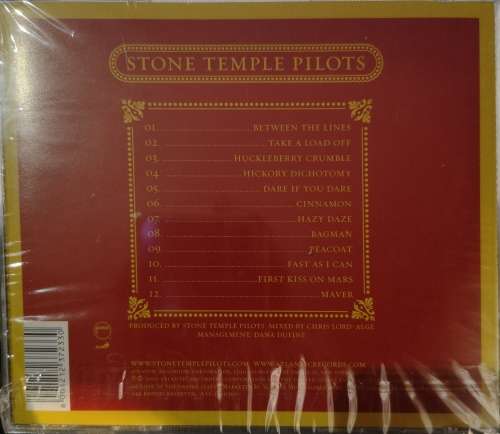 STONE TEMPLE PILOTS
01 BETWEEN THE LINES
02 TAKE A LOAD OFF
03 HUCKLEBERRY CRUMBLE
04 HICKORY DICHOTOMY
05 DARE IF YOU DARE
06 CINNAMON
07 HAZY DAZE
08 BAGMAN
09 PEACOAT
10. FAST AS I CAN
11 FIRST KISS ON MARS
12. MAVER
PRODUCED BY STONE TEMPLE PILOTS. MIXED BY CHRIS LORD-ALGE
MANAGEMENT, DANA DUFINE
WWW.STONETEMPLEPILOTS.COM WWW.ATLANTICRECORDS.COM